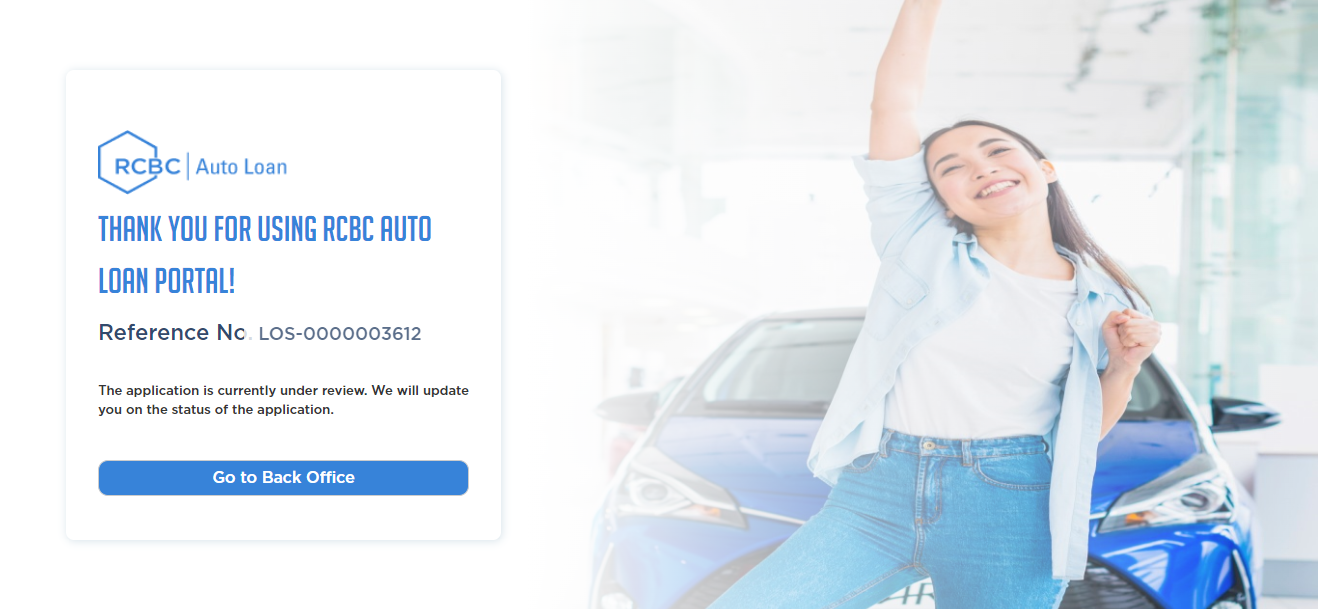 RCBC | Auto Loan
THANK YOU FOR USING RCBC AUTO
LOAN PORTAL!
Reference No. LOS-0000003612
The application is currently under review. We will update
you on the status of the application.
Go to Back Office